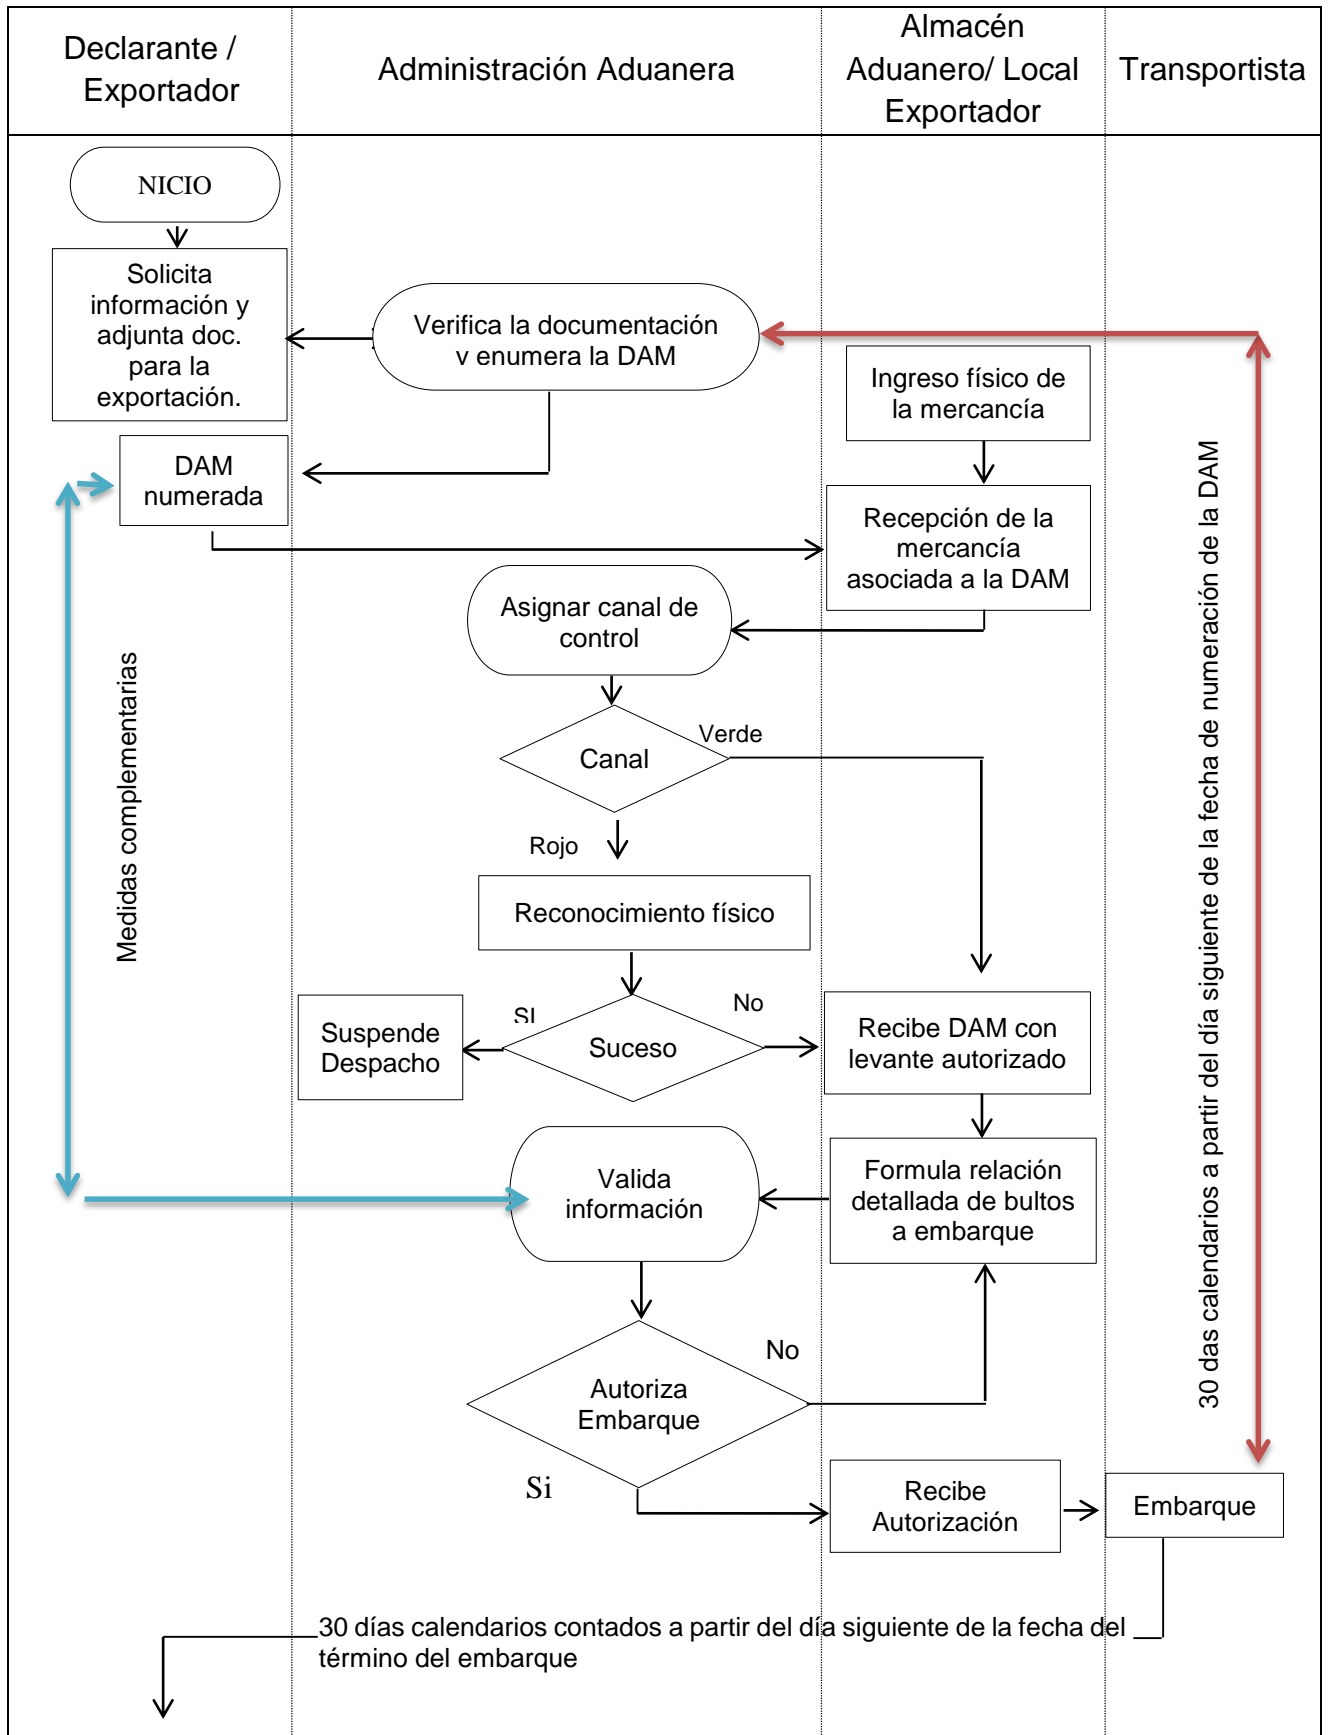 Declarante /
Exportador
Administración Aduanera
Almacén
Aduanero/ Local
Exportador
Transportista
NICIO
Solicita
información y
adjunta doc.
para la
exportación.
Verifica la documentación
v enumera la DAM
Ingreso físico de
la mercancía
DAM
numerada
Recepción de la
mercancía
asociada a la DAM
Asignar canal de
control
Canal
Verde
Rojo
Reconocimiento físico
Suspende
Despacho
SI
Suceso
No
Recibe DAM con
levante autorizado
Valida
información
Formula relación
detallada de bultos
a embarque
Autoriza
Embarque
No
Si
Recibe
Autorización
Embarque
Medidas complementarias
30 das calendarios a partir del día siguiente de la fecha de numeración de la DAM
30 días calendarios contados a partir del día siguiente de la fecha del
término del embarque